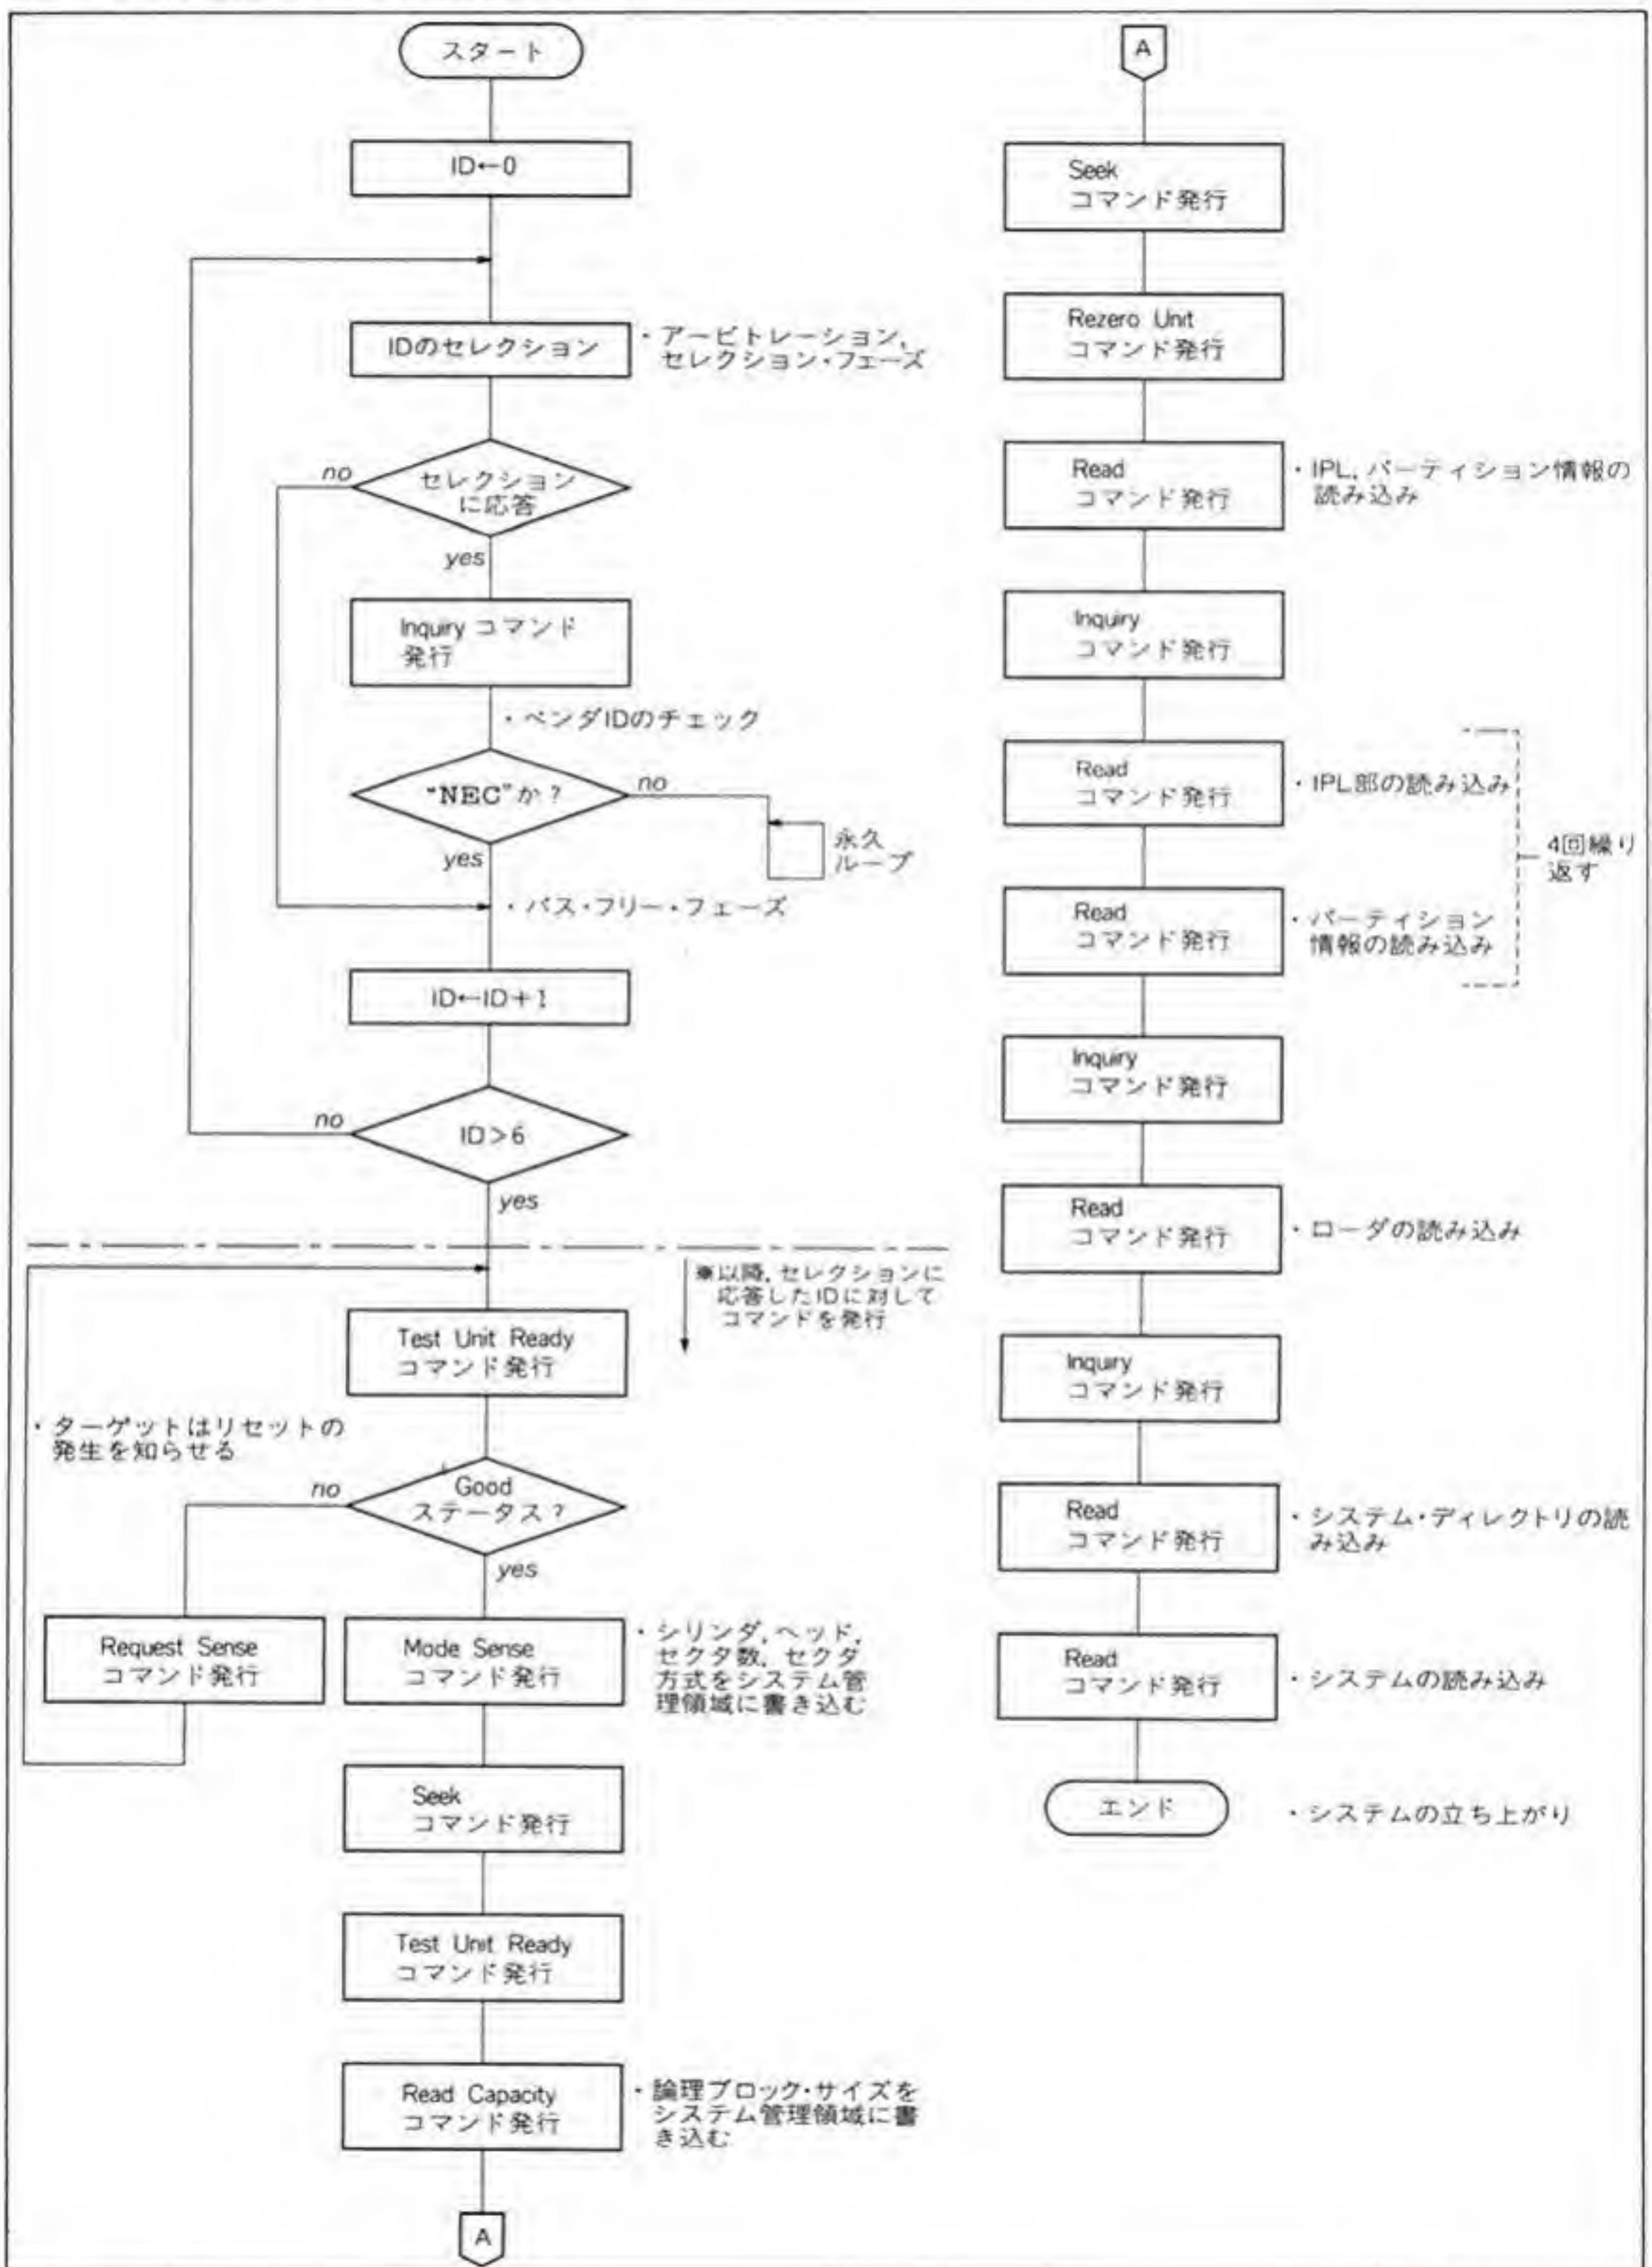 スタート
ID←0
IDのセレクション
・アービトレーション,
セレクション・フェーズ
セレクション
に応答
no
yes
Inquiry コマンド
発行
・ベンダIDのチェック
“NEC”か？
no
永久
ループ
yes
・バス・フリー・フェーズ
ID←ID＋1
ID＞6
no
yes
※以降,セレクションに
応答したIDに対して
コマンドを発行
Test Unit Ready
コマンド発行
・ターゲットはリセットの
発生を知らせる
Good
ステータス？
no
yes
Request Sense
コマンド発行
Mode Sense
コマンド発行
・シリンダ,ヘッド,
セクタ数,セクタ
方式をシステム管
理領域に書き込む
Seek
コマンド発行
Test Unit Ready
コマンド発行
Read Capacity
コマンド発行
・論理ブロック・サイズを
システム管理領域に書
き込む
A
A
Seek
コマンド発行
Rezero Unit
コマンド発行
Read
コマンド発行
・IPL,パーティション情報の
読み込み
Inquiry
コマンド発行
Read
コマンド発行
・IPL部の読み込み
4回繰り
返す
Read
コマンド発行
・パーティション
情報の読み込み
Inquiry
コマンド発行
Read
コマンド発行
・ローダの読み込み
Inquiry
コマンド発行
Read
コマンド発行
・システム・ディレクトリの読
み込み
Read
コマンド発行
・システムの読み込み
エンド
・システムの立ち上がり